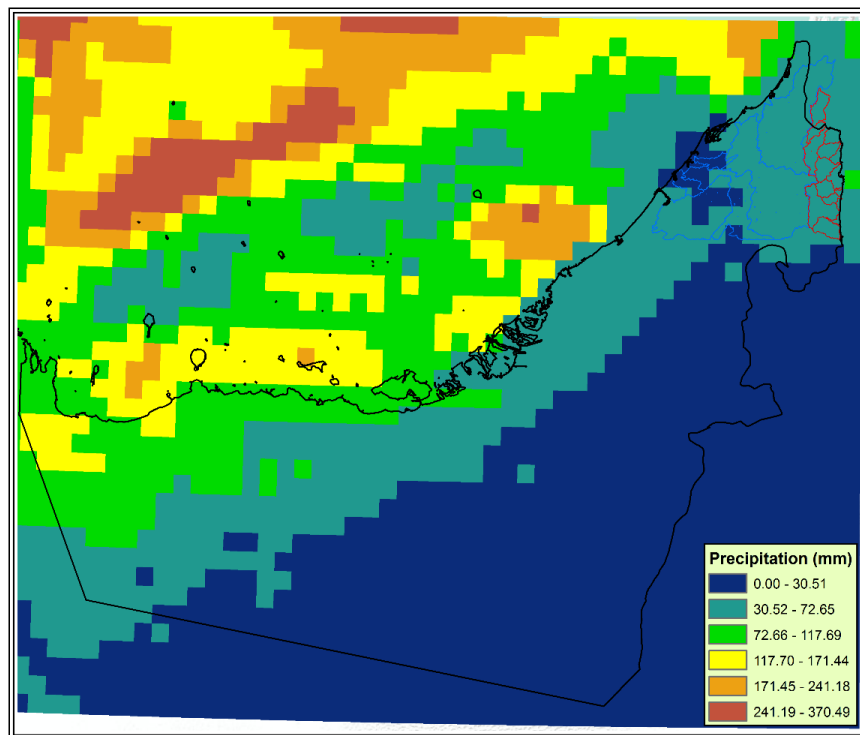 Precipitation (mm)
0.00 - 30.51
30.52 - 72.65
72.66 - 117.69
117.70 - 171.44
171.45 - 241.18
241.19 - 370.49